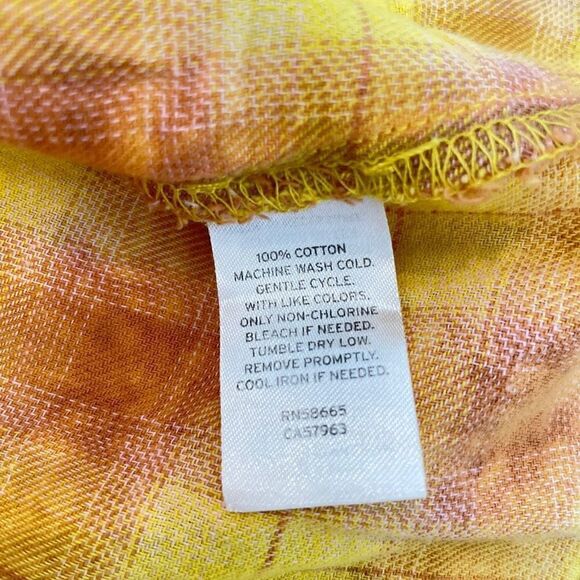 100% COTTON
MACHINE WASH COLD.
GENTLE CYCLE.
WITH LIKE COLORS.
ONLY NON-CHLORINE
BLEACH IF NEEDED.
TUMBLE DRY LOW.
REMOVE PROMPTLY.
COOL IRON IF NEEDED.
RN58665
CA57963